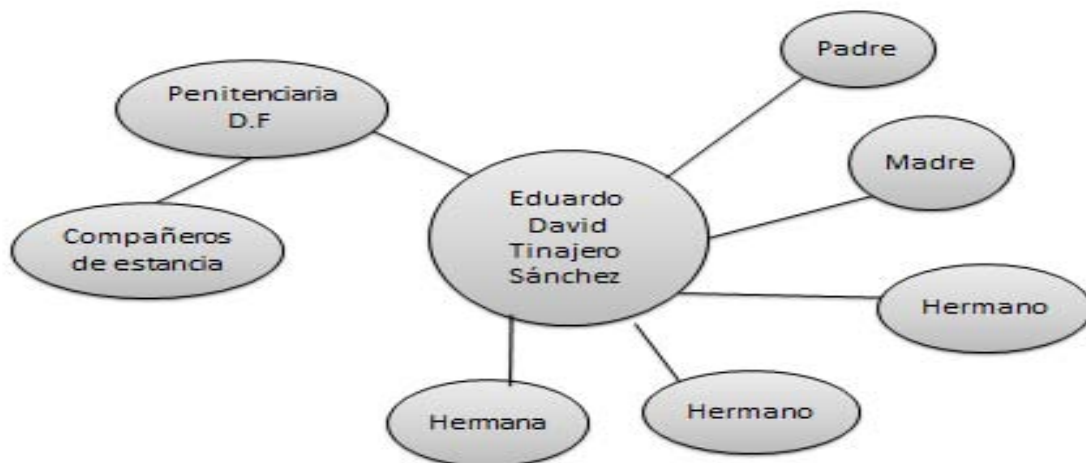 Padre
Penitenciaria
D.F
Madre
Eduardo
David
Tinajero
Sánchez
Compañeros
de estancia
Hermano
Hermano
Hermana